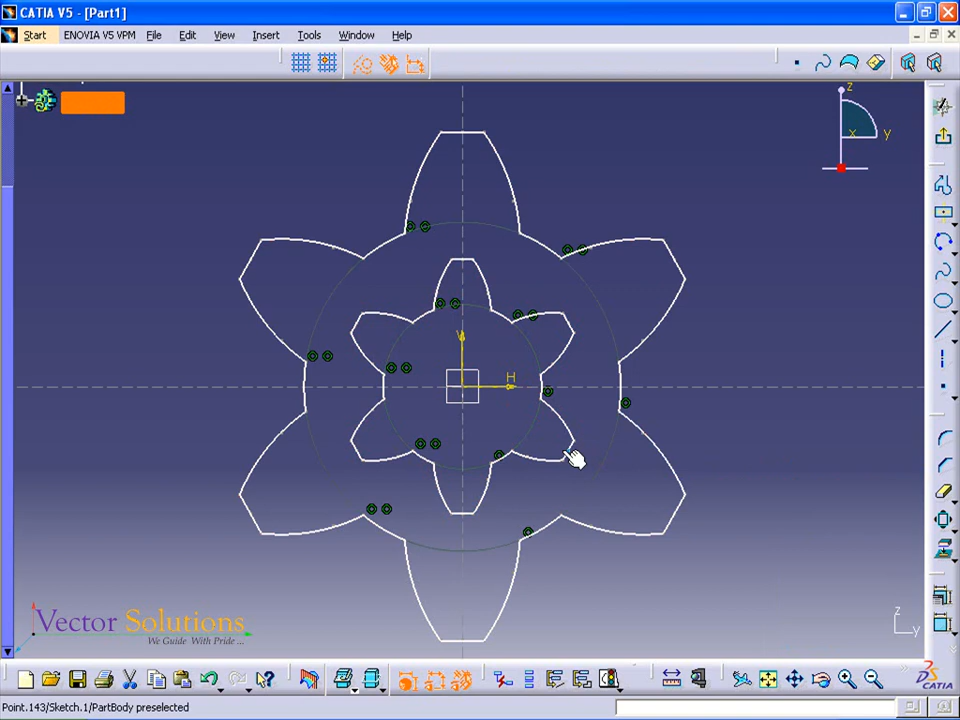 CATIA V5 - [Part1]
Start ENOVIA V5 VPM File Edit View Insert Tools Window Help
z
x y
V
H
Vector Solutions
We Guide With Pride ...
z
y
DS
CATIA
Point.143/Sketch.1/PartBody preselected